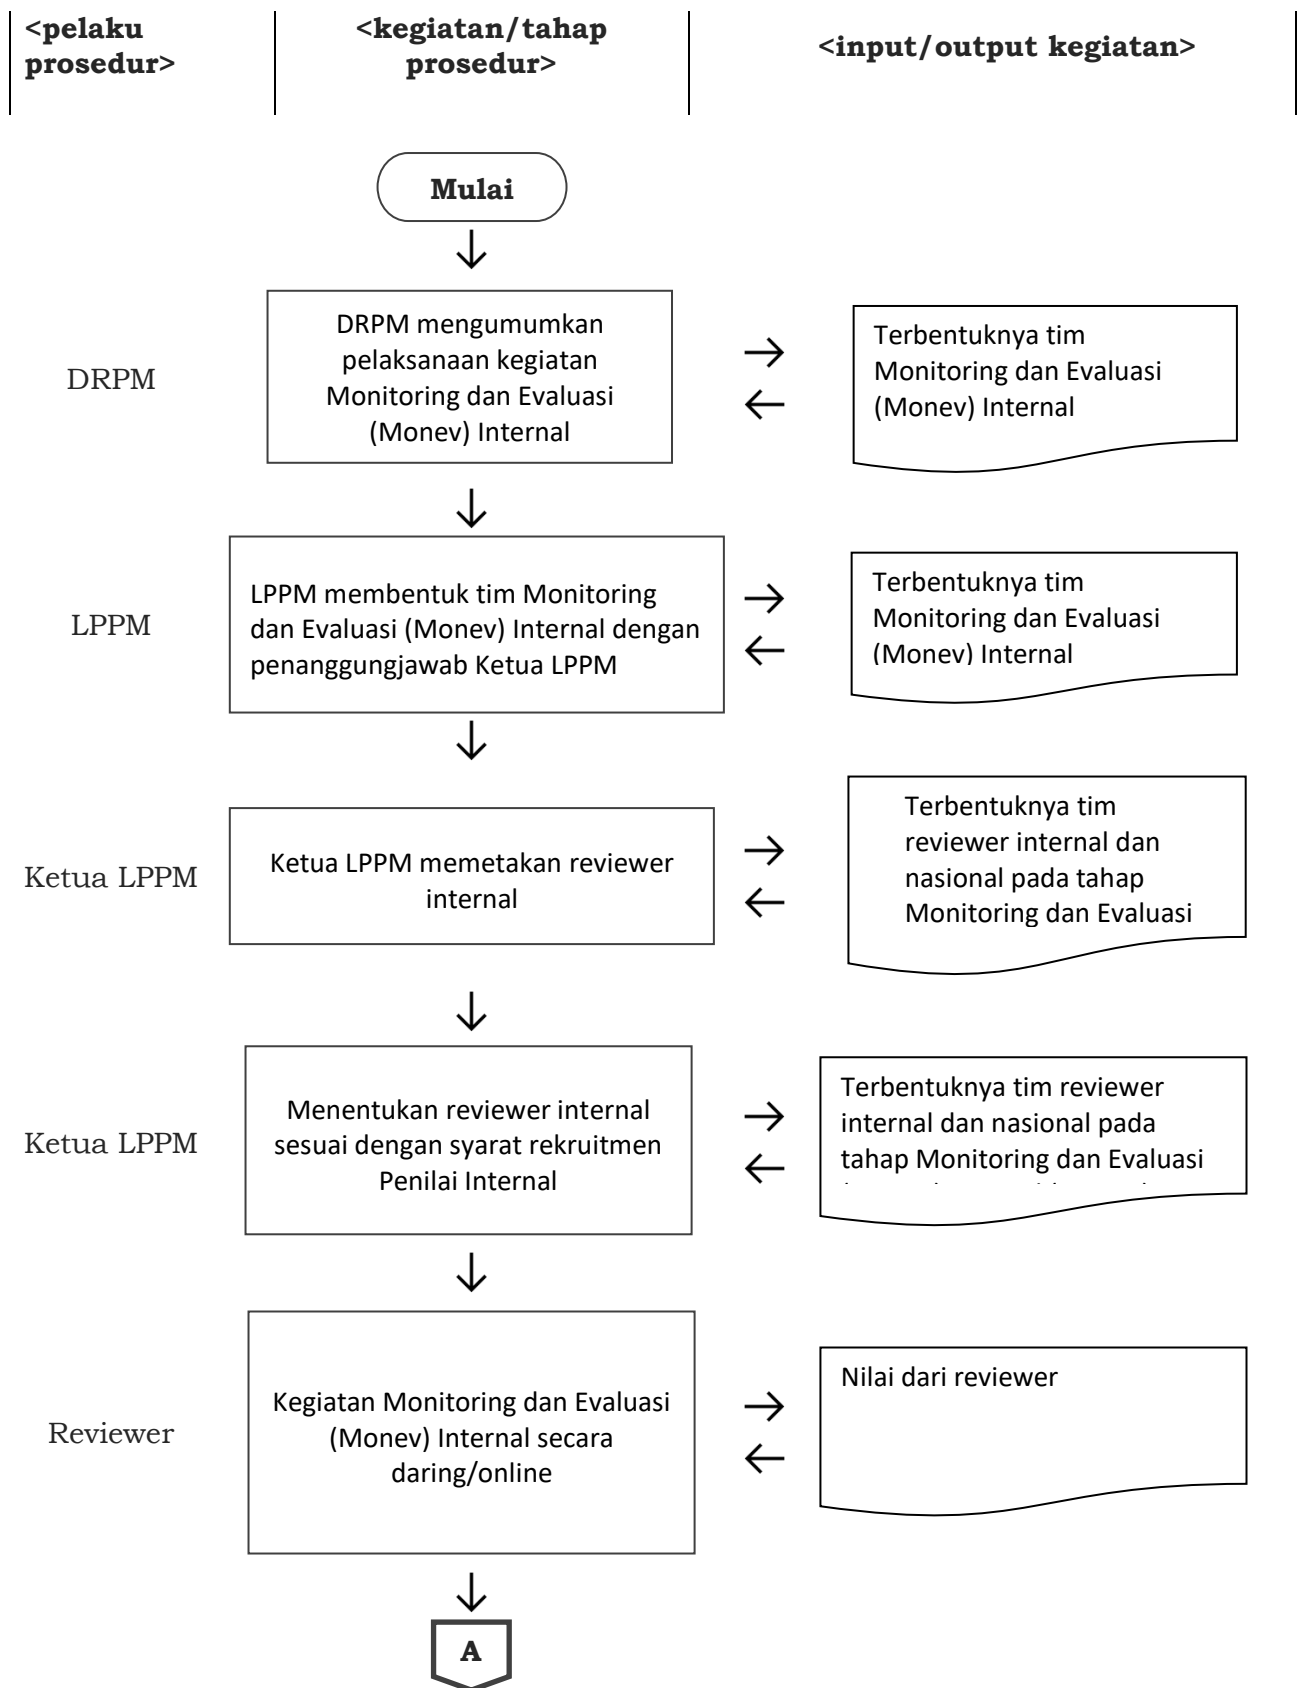 <pelaku
prosedur>
<kegiatan/tahap
prosedur>
<input/output kegiatan>
Mulai
DRPM
DRPM mengumumkan
pelaksanaan kegiatan
Monitoring dan Evaluasi
(Monev) Internal
Terbentuknya tim
Monitoring dan Evaluasi
(Monev) Internal
LPPM
LPPM membentuk tim Monitoring
dan Evaluasi (Monev) Internal dengan
penanggungjawab Ketua LPPM
Terbentuknya tim
Monitoring dan Evaluasi
(Monev) Internal
Ketua LPPM
Ketua LPPM memetakan reviewer
internal
Terbentuknya tim
reviewer internal dan
nasional pada tahap
Monitoring dan Evaluasi
Ketua LPPM
Menentukan reviewer internal
sesuai dengan syarat rekruitmen
Penilai Internal
Terbentuknya tim reviewer
internal dan nasional pada
tahap Monitoring dan Evaluasi
Reviewer
Kegiatan Monitoring dan Evaluasi
(Monev) Internal secara
daring/online
Nilai dari reviewer
A